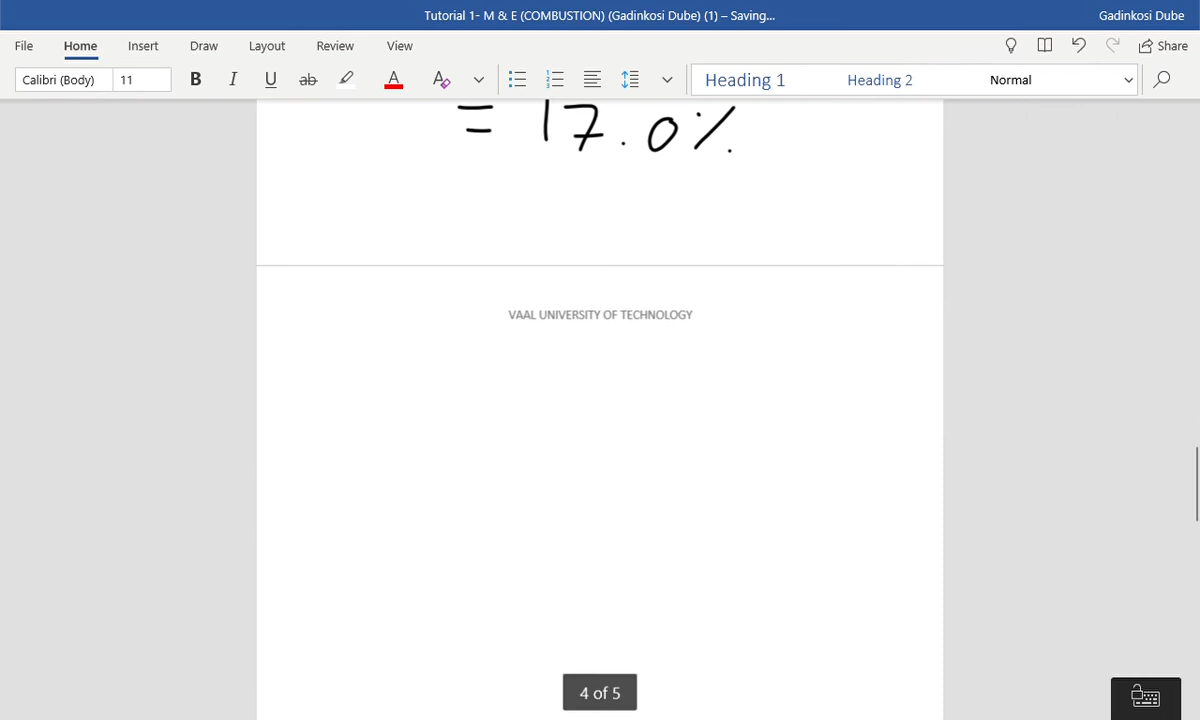 Tutorial 1- M & E (COMBUSTION) (Gadinkosi Dube) (1) – Saving...
Gadinkosi Dube
File Home Insert Draw Layout Review View
Share
Calibri (Body) 11 B I U ab A A Heading 1 Heading 2 Normal
= 17.0%
VAAL UNIVERSITY OF TECHNOLOGY
4 of 5